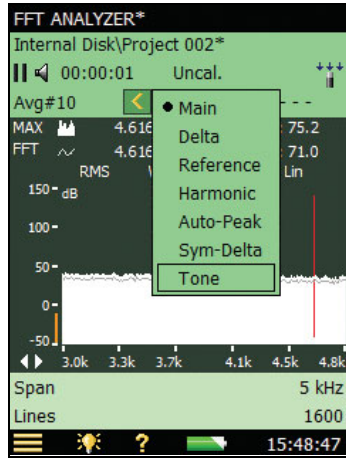 FFT ANALYZER*
Internal Disk\Project 002*
00:00:01 Uncal.
Avg#10 < - - -
Main
Delta
Reference
Harmonic
Auto-Peak
Sym-Delta
Tone
MAX 4.616 : 75.2
FFT 4.616 : 71.0
RMS Lin
150 dB
100
50
0
-50
3.0k 3.3k 3.7k 4.1k 4.5k 4.8k
Span 5 kHz
Lines 1600
? 15:48:47